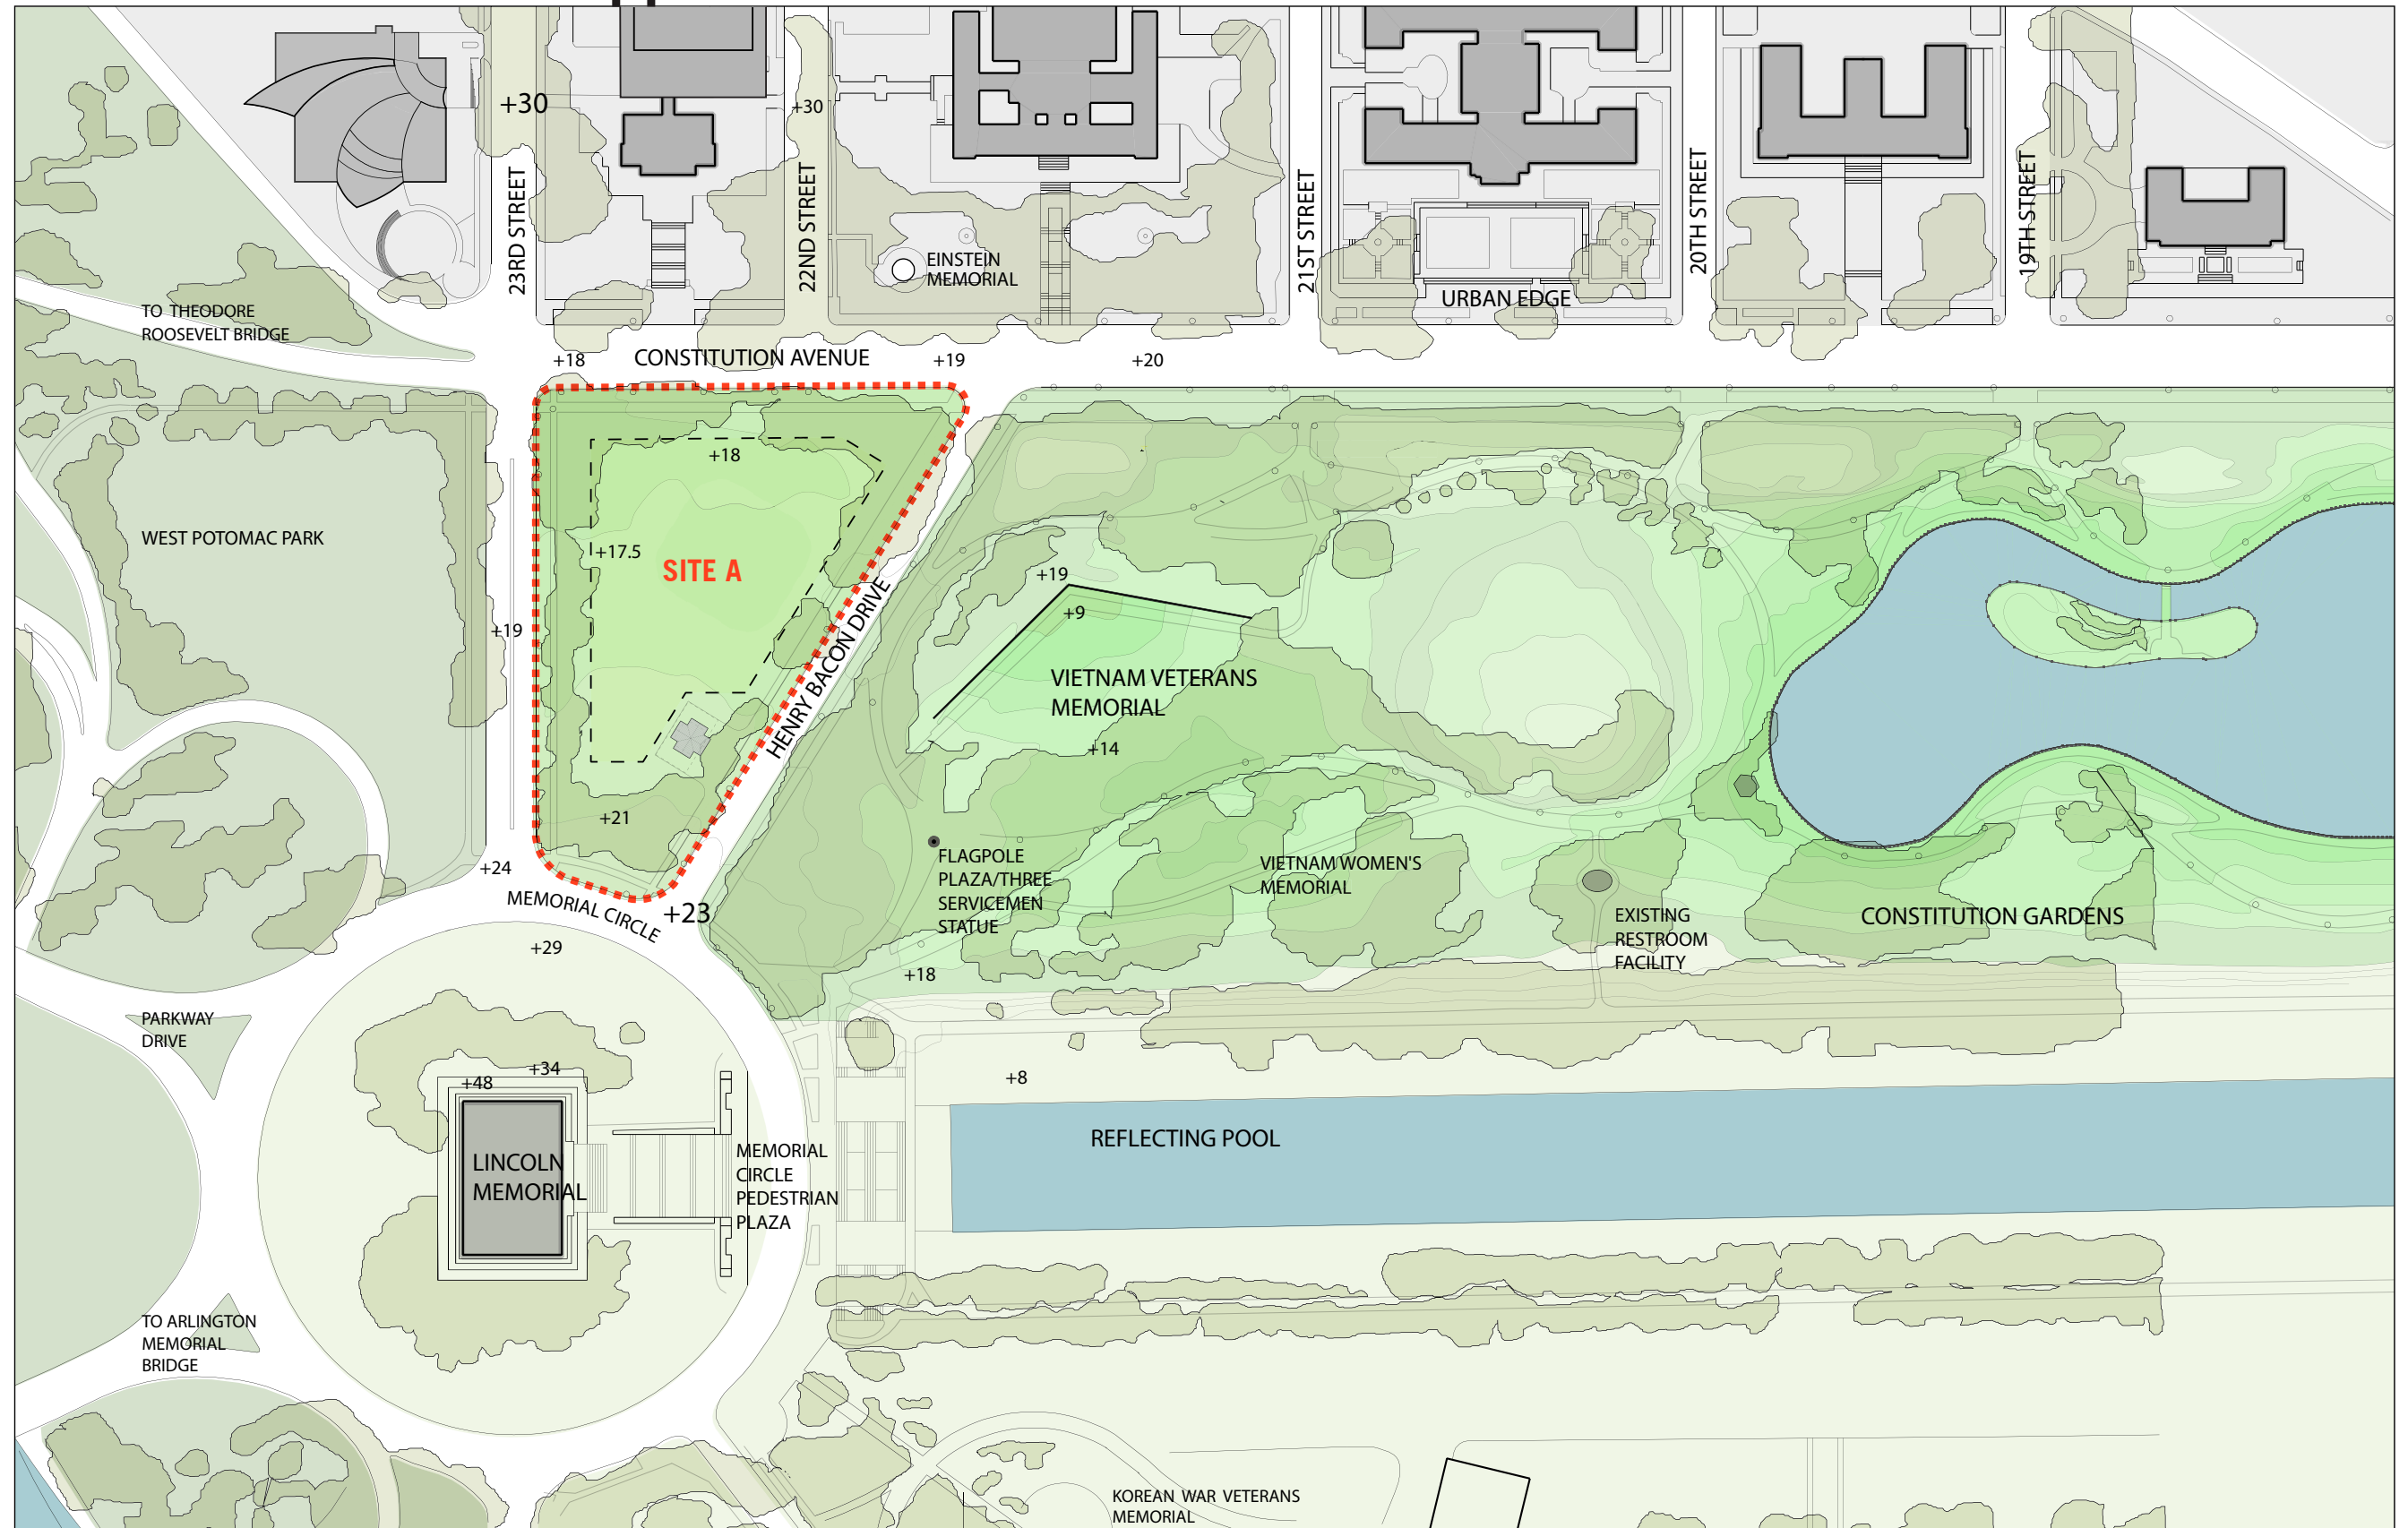 +30
+30
23RD STREET
22ND STREET
21ST STREET
20TH STREET
19TH STREET
EINSTEIN
MEMORIAL
URBAN EDGE
TO THEODORE
ROOSEVELT BRIDGE
+18
CONSTITUTION AVENUE
+19
+20
+18
WEST POTOMAC PARK
+17.5
SITE A
+19
+9
+19
HENRY BACON DRIVE
VIETNAM VETERANS
MEMORIAL
+14
+21
+24
MEMORIAL CIRCLE
+23
FLAGPOLE
PLAZA/THREE
SERVICEMEN
STATUE
VIETNAM WOMEN'S
MEMORIAL
EXISTING
RESTROOM
FACILITY
CONSTITUTION GARDENS
+29
+18
PARKWAY
DRIVE
+34
+48
+8
LINCOLN
MEMORIAL
MEMORIAL
CIRCLE
PEDESTRIAN
PLAZA
REFLECTING POOL
TO ARLINGTON
MEMORIAL
BRIDGE
KOREAN WAR VETERANS
MEMORIAL